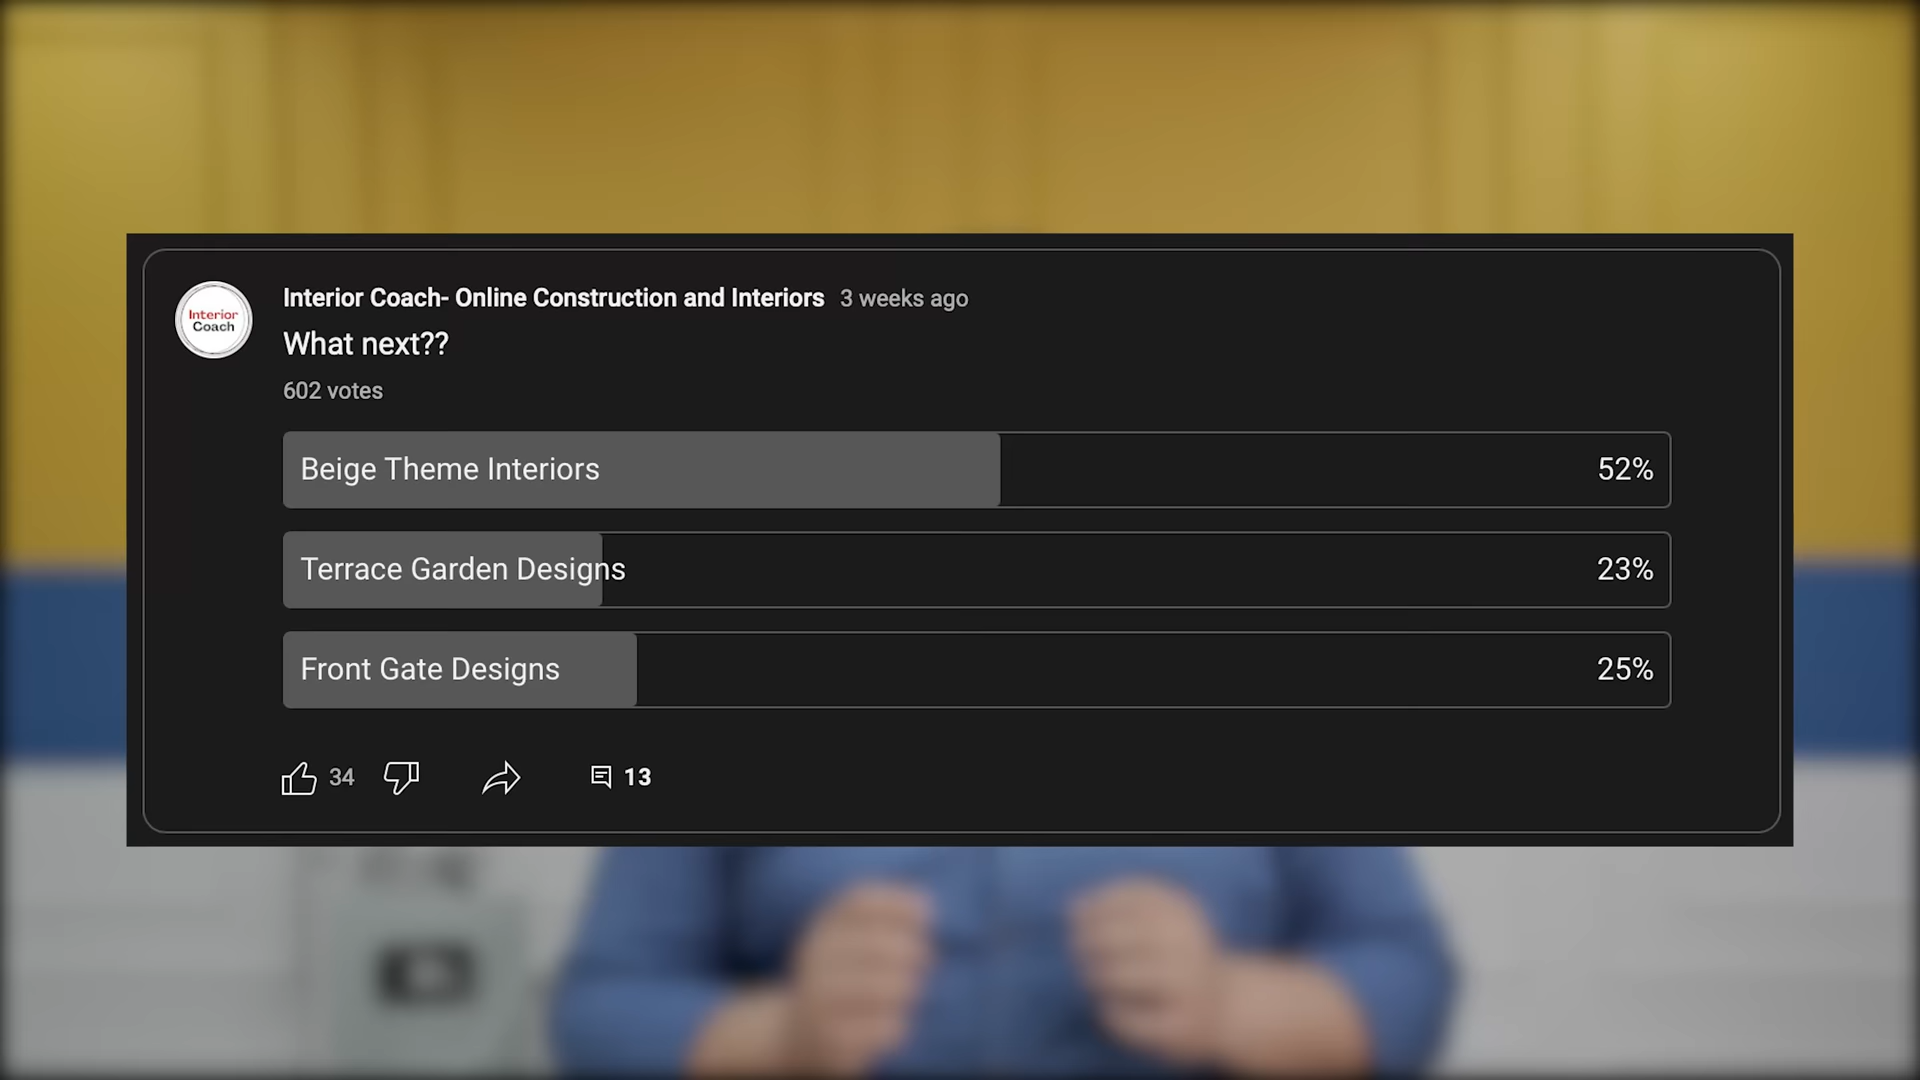 Interior
Coach
Interior Coach- Online Construction and Interiors 3 weeks ago
What next??
602 votes
Beige Theme Interiors 52%
Terrace Garden Designs 23%
Front Gate Designs 25%
34 13